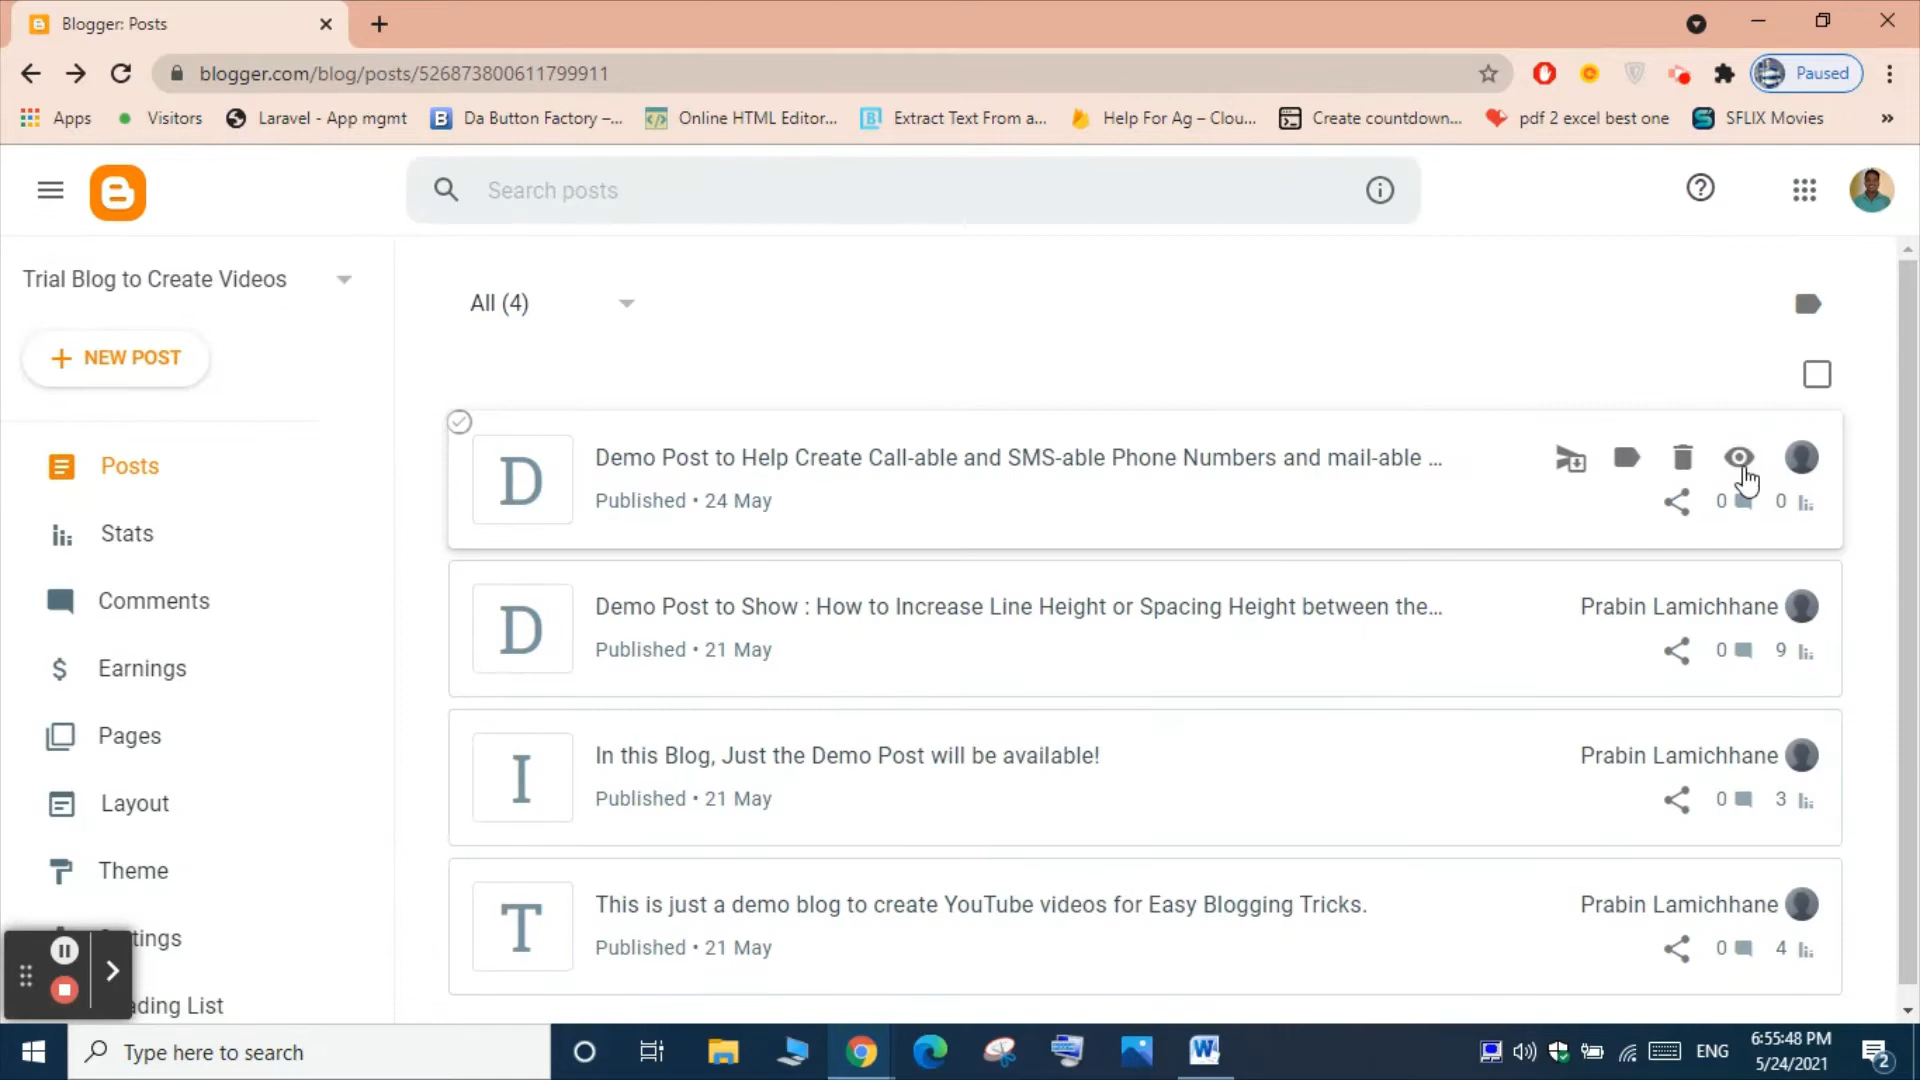 Blogger: Posts
blogger.com/blog/posts/526873800611799911
Paused
Apps
Visitors
Laravel - App mgmt
Da Button Factory –...
Online HTML Editor...
Extract Text From a...
Help For Ag – Clou...
Create countdown...
pdf 2 excel best one
SFLIX Movies
Search posts
Trial Blog to Create Videos
All (4)
NEW POST
Posts
Stats
Comments
Earnings
Pages
Layout
Theme
ttings
ading List
D
Demo Post to Help Create Call-able and SMS-able Phone Numbers and mail-able ...
Published • 24 May
0 0
D
Demo Post to Show : How to Increase Line Height or Spacing Height between the...
Prabin Lamichhane
Published • 21 May
0 9
I
In this Blog, Just the Demo Post will be available!
Prabin Lamichhane
Published • 21 May
0 3
T
This is just a demo blog to create YouTube videos for Easy Blogging Tricks.
Prabin Lamichhane
Published • 21 May
0 4
Type here to search
ENG
6:55:48 PM
5/24/2021
2